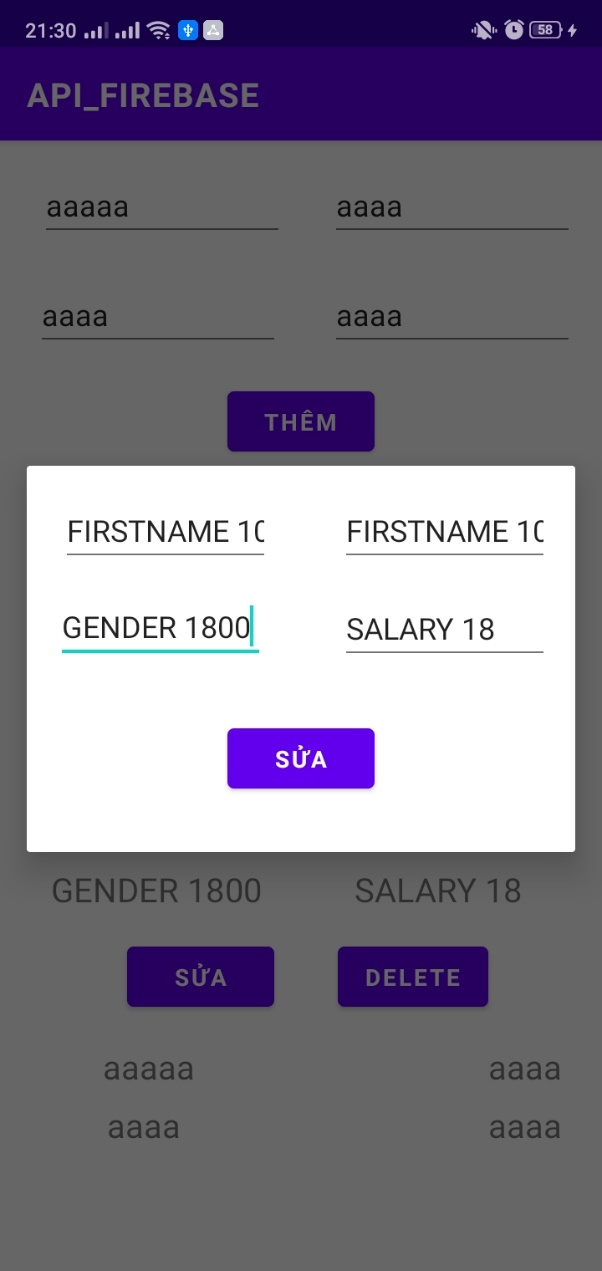 21:30 58
API_FIREBASE
aaaaa aaaa
aaaa aaaa
THÊM
FIRSTNAME 10 FIRSTNAME 10
GENDER 1800 SALARY 18
SỬA
GENDER 1800 SALARY 18
SỬA DELETE
aaaaa aaaa
aaaa aaaa